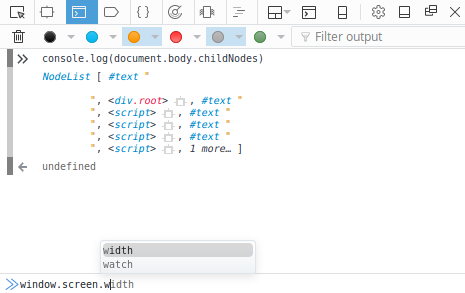 Filter output
console.log(document.body.childNodes)
NodeList [ #text "
", <div.root> , #text "
", <script> , #text "
", <script> , #text "
", <script> , #text "
", <script> , 1 more… ]
undefined
width
watch
window.screen.width